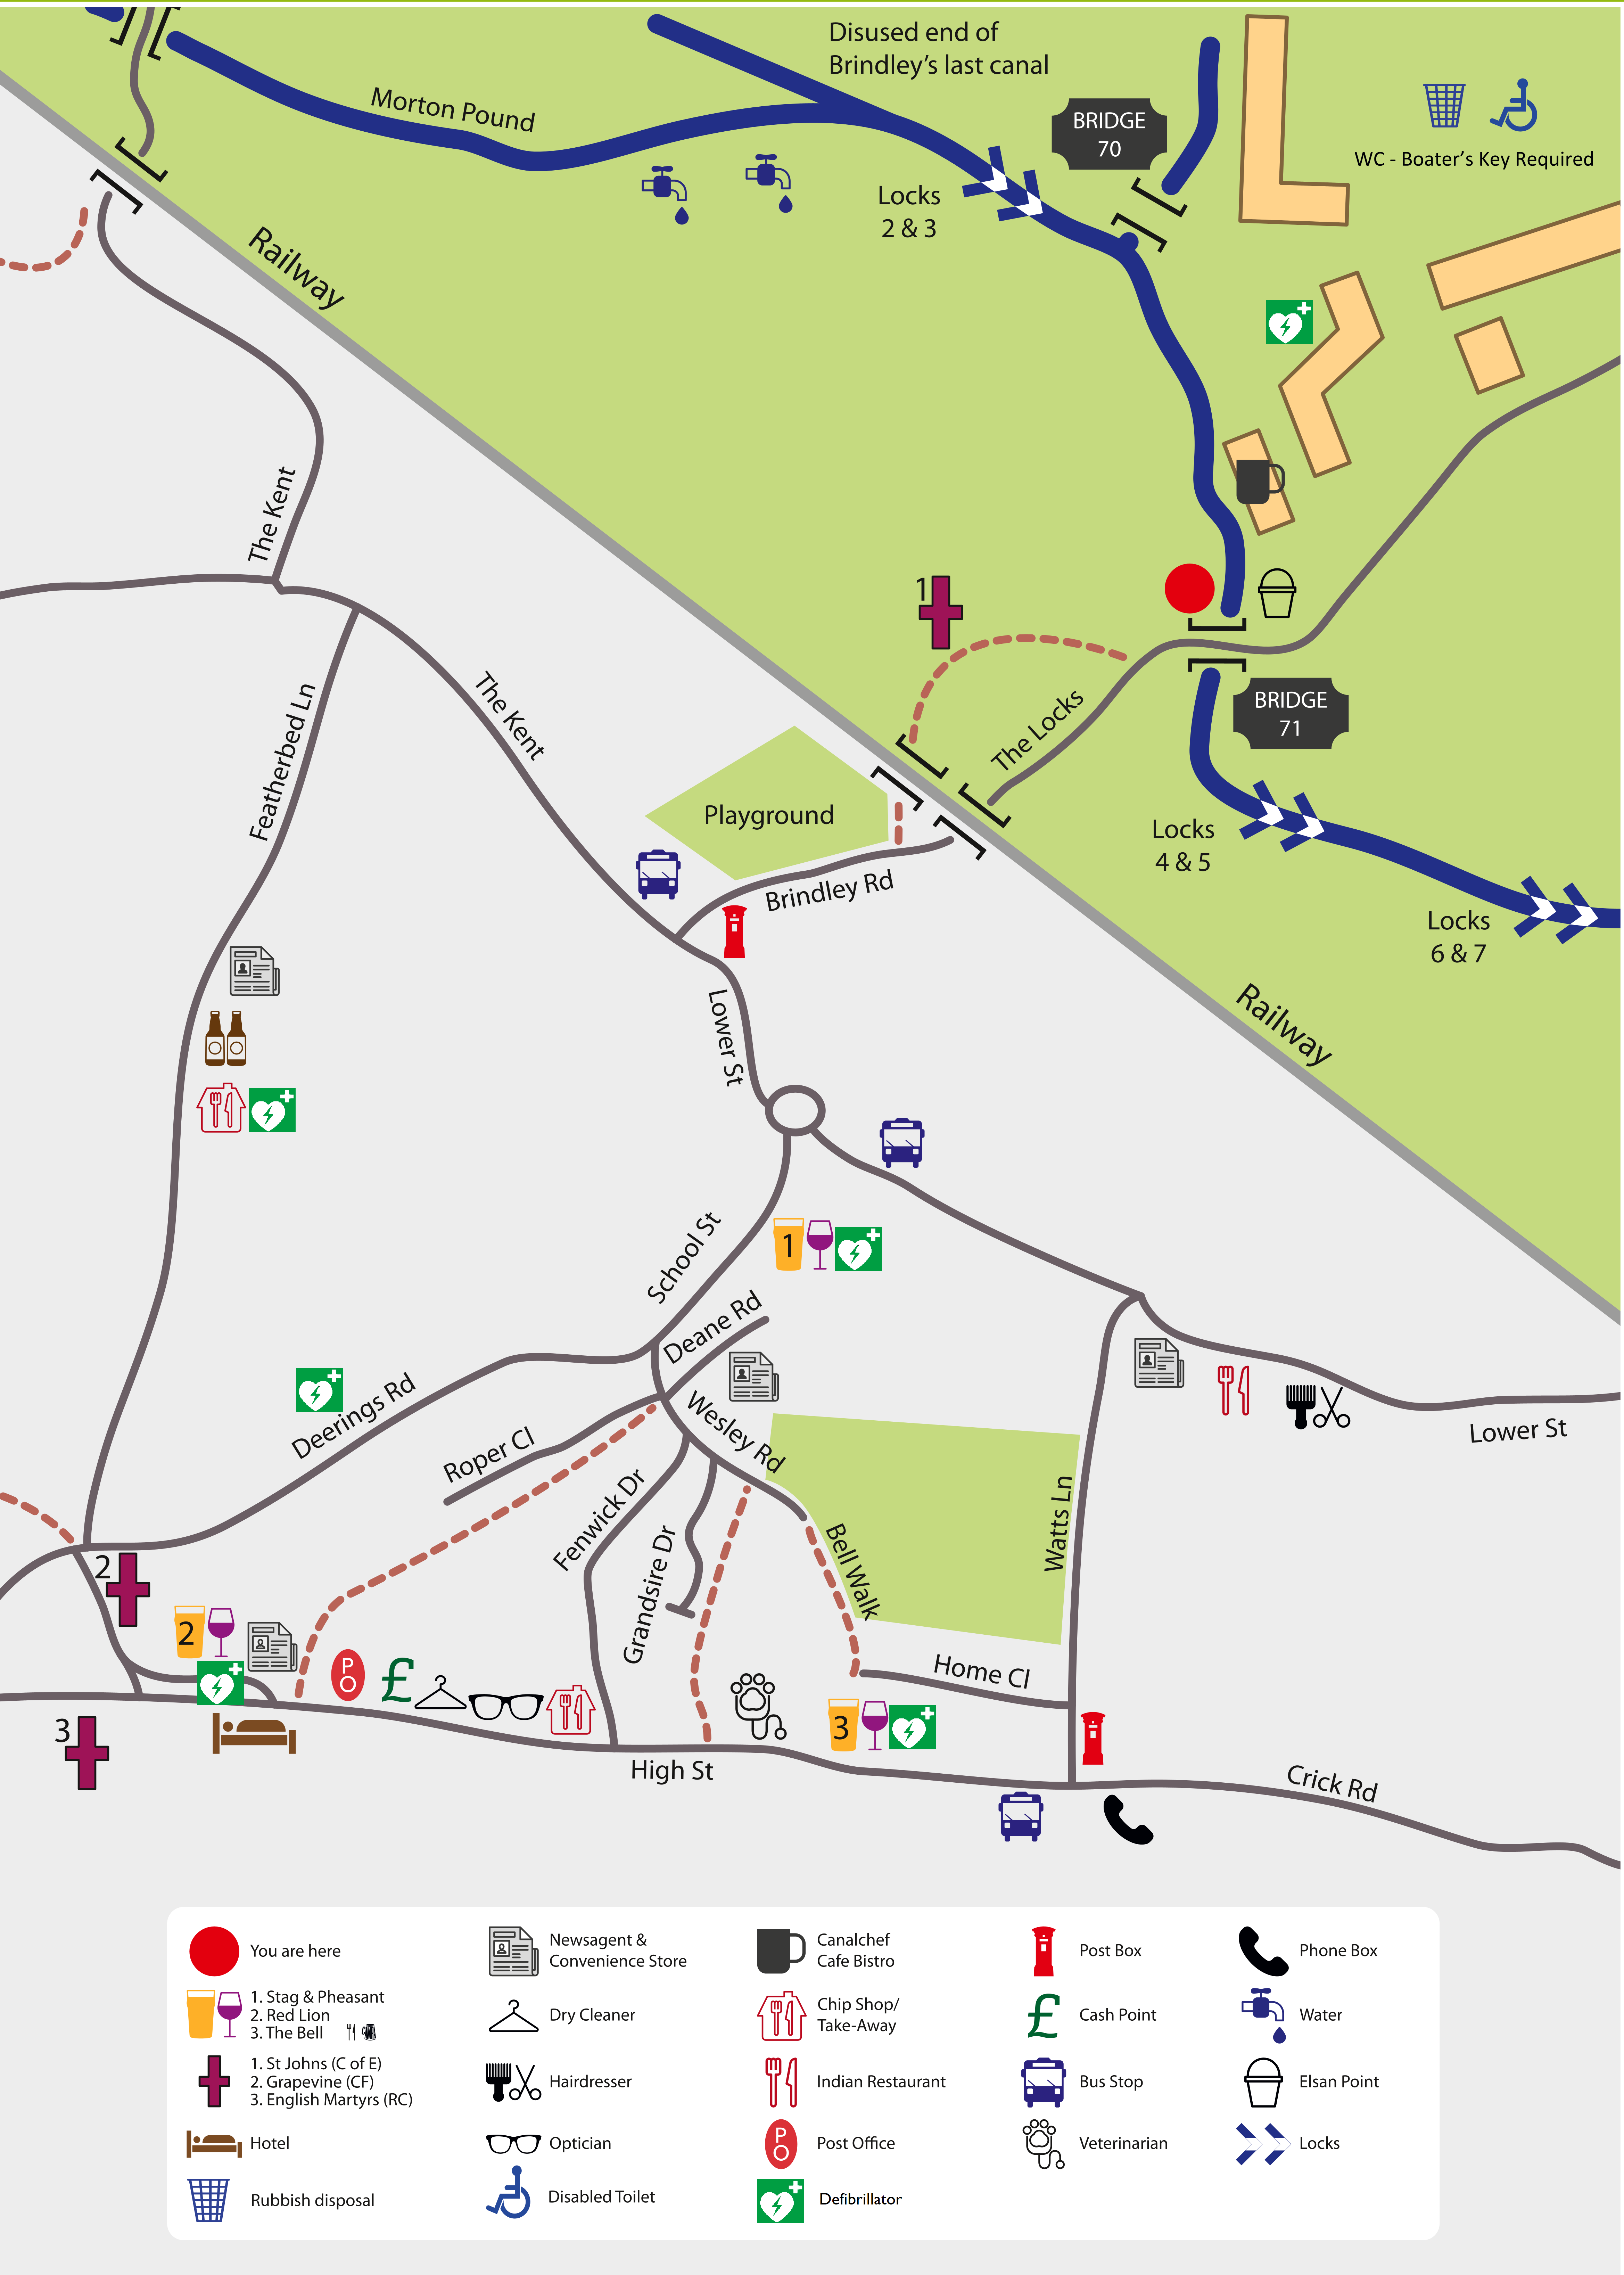 Disused end of
Brindley's last canal
Morton Pound
BRIDGE
70
WC - Boater's Key Required
Locks
2 & 3
Railway
The Kent
1
The Locks
BRIDGE
71
The Kent
Featherbed Ln
Playground
Locks
4 & 5
Brindley Rd
Locks
6 & 7
Lower St
Railway
1
School St
Deane Rd
Deerings Rd
Wesley Rd
Roper Cl
Lower St
Fenwick Dr
Grandsire Dr
Bell Walk
Watts Ln
2
2
PO
£
Home Cl
3
3
High St
Crick Rd
You are here
Newsagent &
Convenience Store
Canalchef
Cafe Bistro
Post Box
Phone Box
1. Stag & Pheasant
2. Red Lion
3. The Bell
Dry Cleaner
Chip Shop/
Take-Away
£
Cash Point
Water
1. St Johns (C of E)
2. Grapevine (CF)
3. English Martyrs (RC)
Hairdresser
Indian Restaurant
Bus Stop
Elsan Point
Hotel
Optician
PO
Post Office
Veterinarian
Locks
Rubbish disposal
Disabled Toilet
Defibrillator